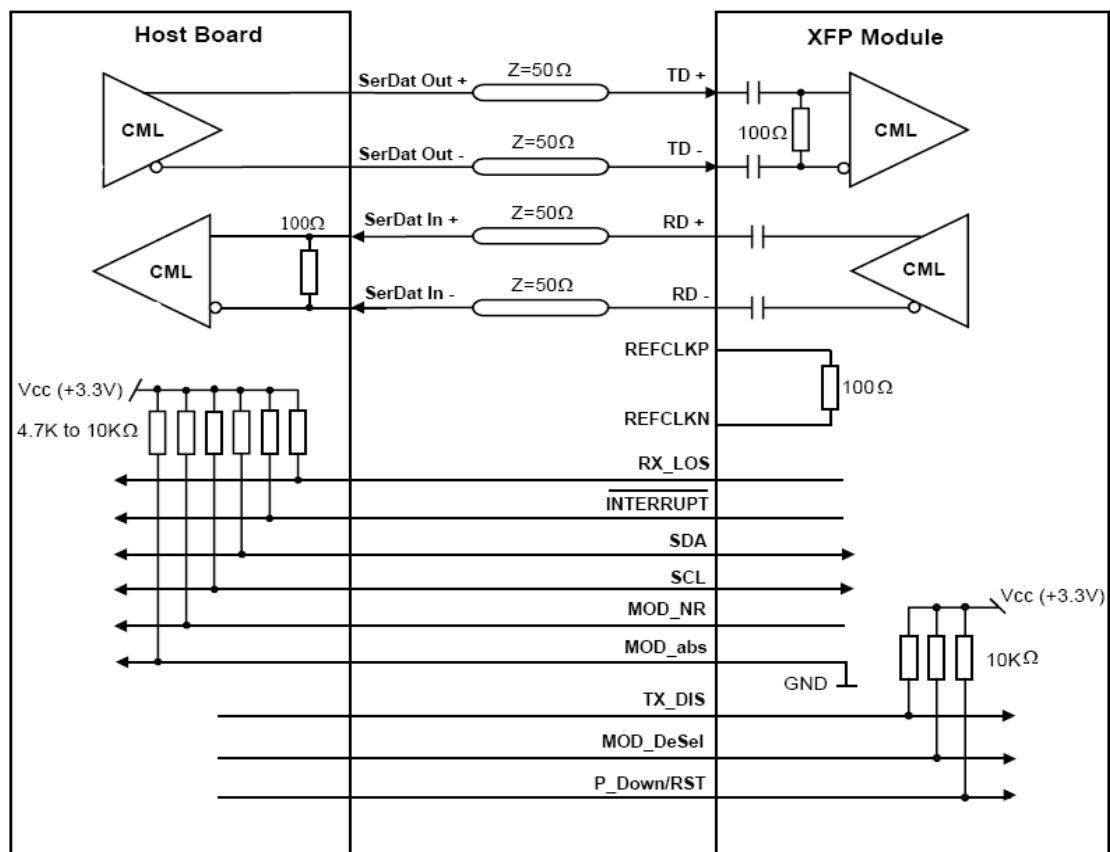 Host Board
XFP Module
SerDat Out +
Z=50Ω
TD +
CML
100Ω
CML
SerDat Out -
Z=50Ω
TD -
100Ω
SerDat In +
Z=50Ω
RD +
CML
CML
SerDat In -
Z=50Ω
RD -
REFCLKP
Vcc (+3.3V)
100Ω
4.7K to 10KΩ
REFCLKN
RX_LOS
INTERRUPT
SDA
SCL
Vcc (+3.3V)
MOD_NR
MOD_abs
10KΩ
GND
TX_DIS
MOD_DeSel
P_Down/RST